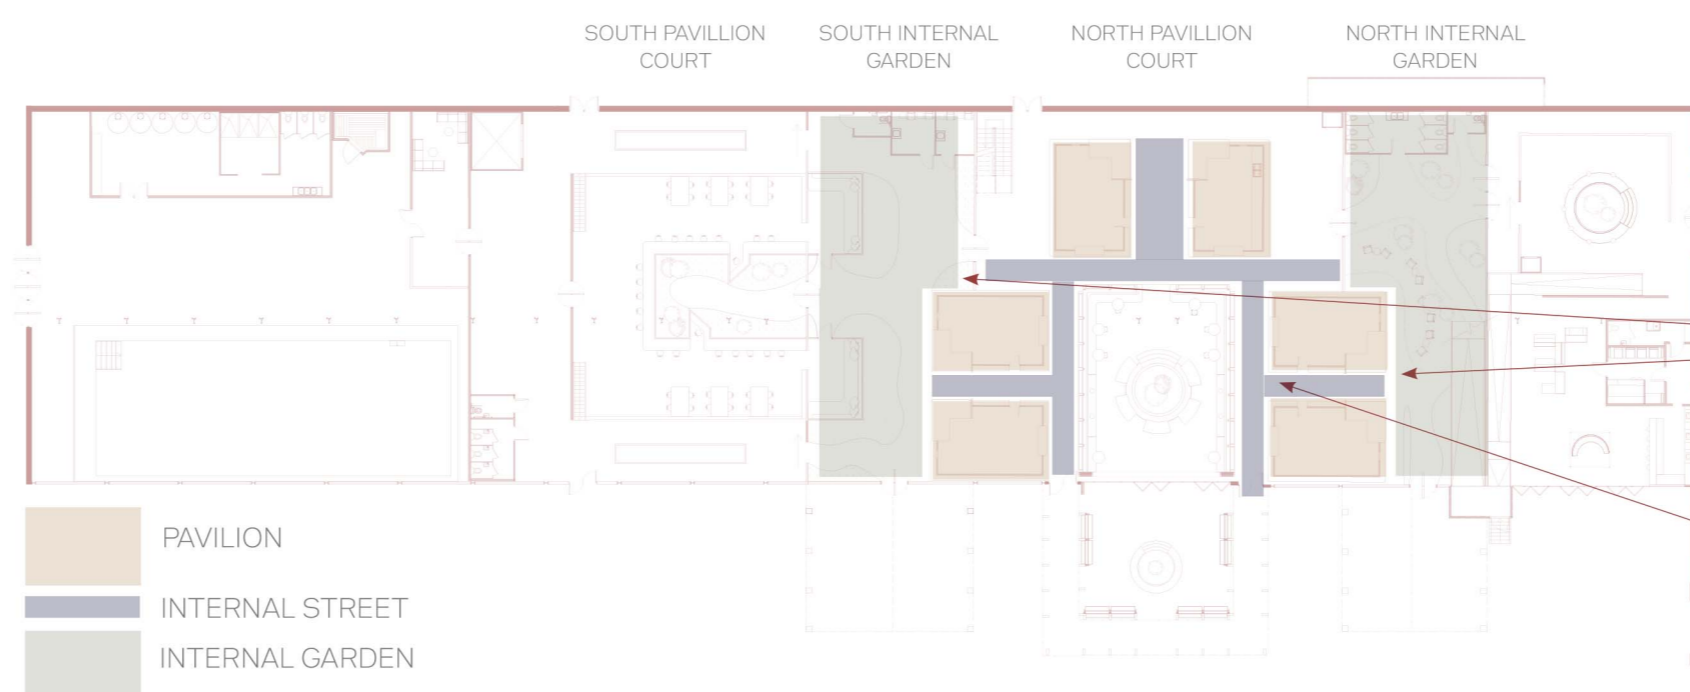 SOUTH PAVILLION
COURT
SOUTH INTERNAL
GARDEN
NORTH PAVILLION
COURT
NORTH INTERNAL
GARDEN
PAVILION
INTERNAL STREET
INTERNAL GARDEN